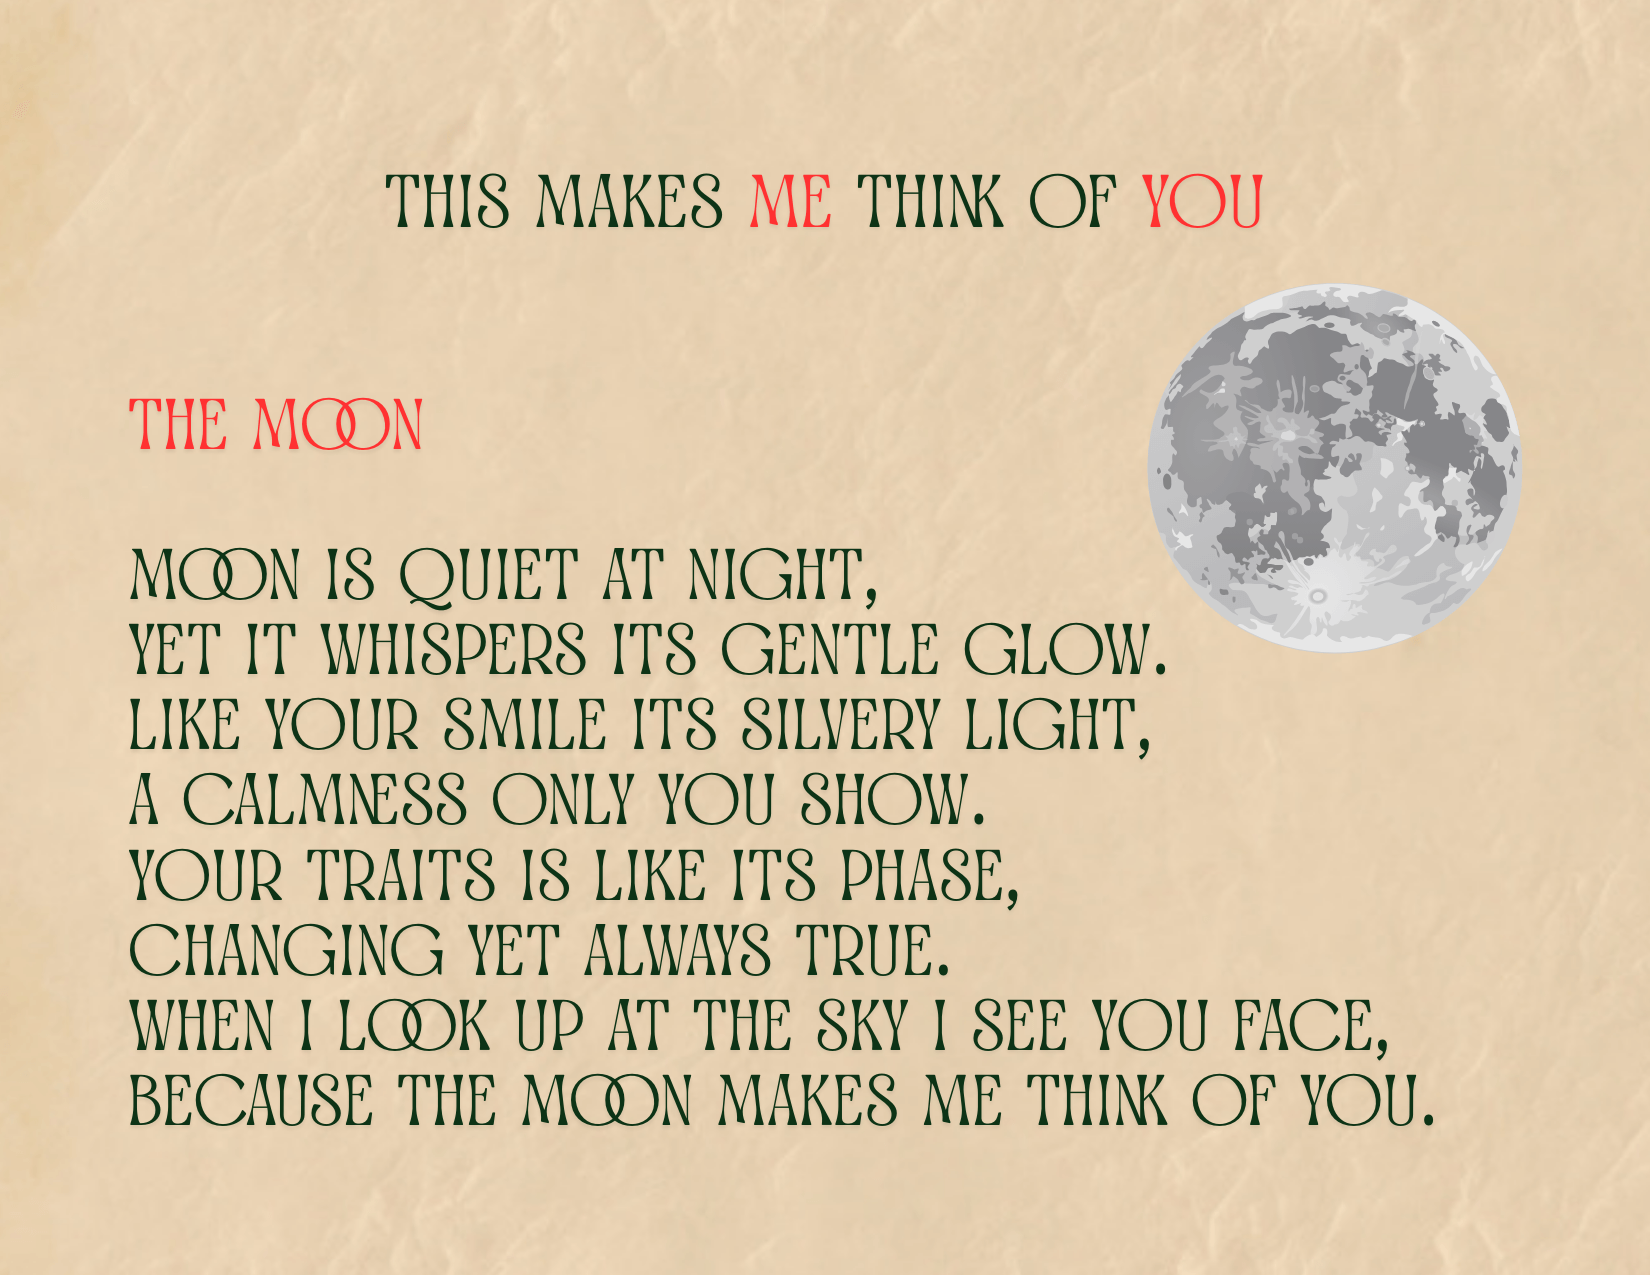 THIS MAKES ME THINK OF YOU
THE MOON
MOON IS QUIET AT NIGHT,
YET IT WHISPERS ITS GENTLE GLOW.
LIKE YOUR SMILE ITS SILVERY LIGHT,
A CALMNESS ONLY YOU SHOW.
YOUR TRAITS IS LIKE ITS PHASE,
CHANGING YET ALWAYS TRUE.
WHEN I LOOK UP AT THE SKY I SEE YOU FACE,
BECAUSE THE MOON MAKES ME THINK OF YOU.